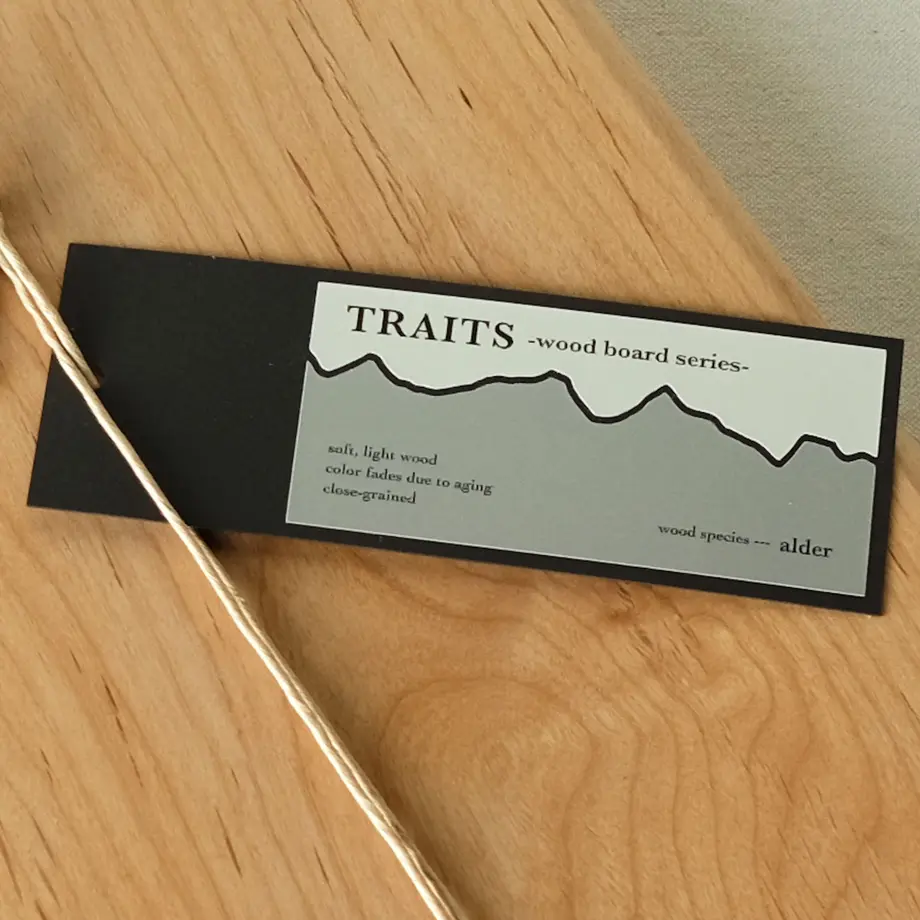 TRAITS -wood board series-
soft, light wood
color fades due to aging
close-grained
wood species --- alder